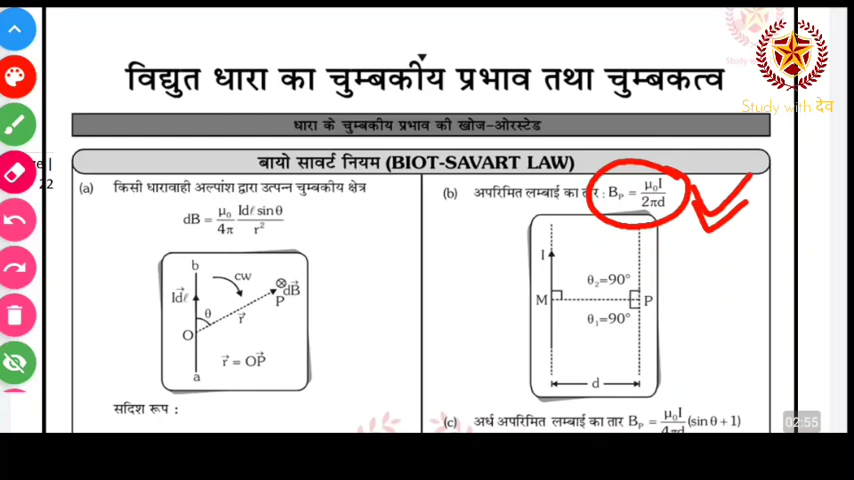 विद्युत धारा का चुम्बकीय प्रभाव तथा चुम्बकत्व
Study with देव
धारा के चुम्बकीय प्रभाव की खोज-ओरस्टेड
बायो सावर्ट नियम (BIOT-SAVART LAW)
22
(a) किसी धारावाही अल्पांश द्वारा उत्पन्न चुम्बकीय क्षेत्र
dB = μ₀/4π Idℓ sinθ/r²
b
cw
Idℓ
θ
dB
P
r
O
r = OP
a
सदिश रूप :
(b) अपरिमित लम्बाई का तार : B_P = μ₀I/2πd
I
θ₂=90°
M
P
θ₁=90°
d
(c) अर्ध अपरिमित लम्बाई का तार B_P = μ₀I/4πd (sin θ + 1)
02:55